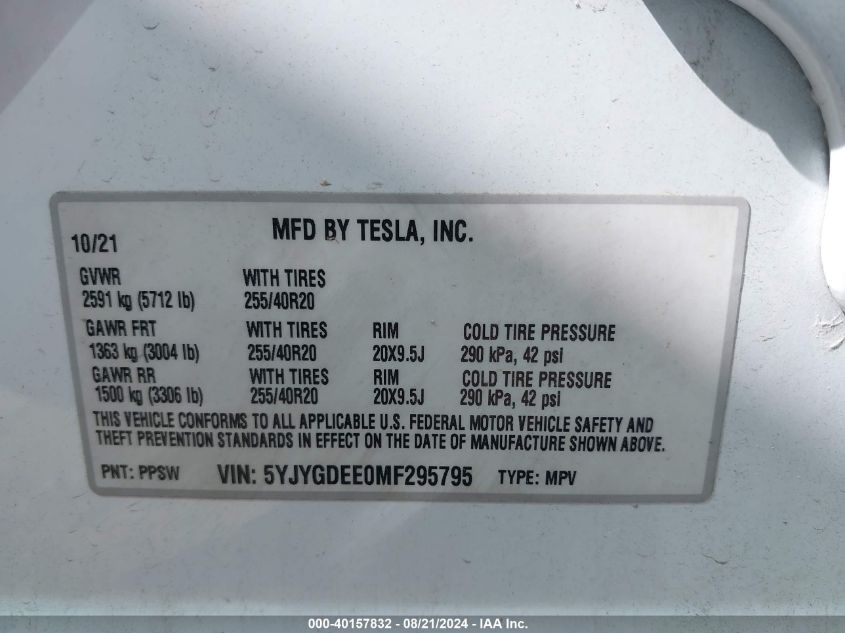 MFD BY TESLA, INC.
10/21
GVWR WITH TIRES
2591 kg (5712 lb) 255/40R20
GAWR FRT WITH TIRES RIM COLD TIRE PRESSURE
1363 kg (3004 lb) 255/40R20 20X9.5J 290 kPa, 42 psi
GAWR RR WITH TIRES RIM COLD TIRE PRESSURE
1500 kg (3306 lb) 255/40R20 20X9.5J 290 kPa, 42 psi
THIS VEHICLE CONFORMS TO ALL APPLICABLE U.S. FEDERAL MOTOR VEHICLE SAFETY AND
THEFT PREVENTION STANDARDS IN EFFECT ON THE DATE OF MANUFACTURE SHOWN ABOVE.
PNT: PPSW VIN: 5YJYGDEE0MF295795 TYPE: MPV
000-40157832 - 08/21/2024 - IAA Inc.